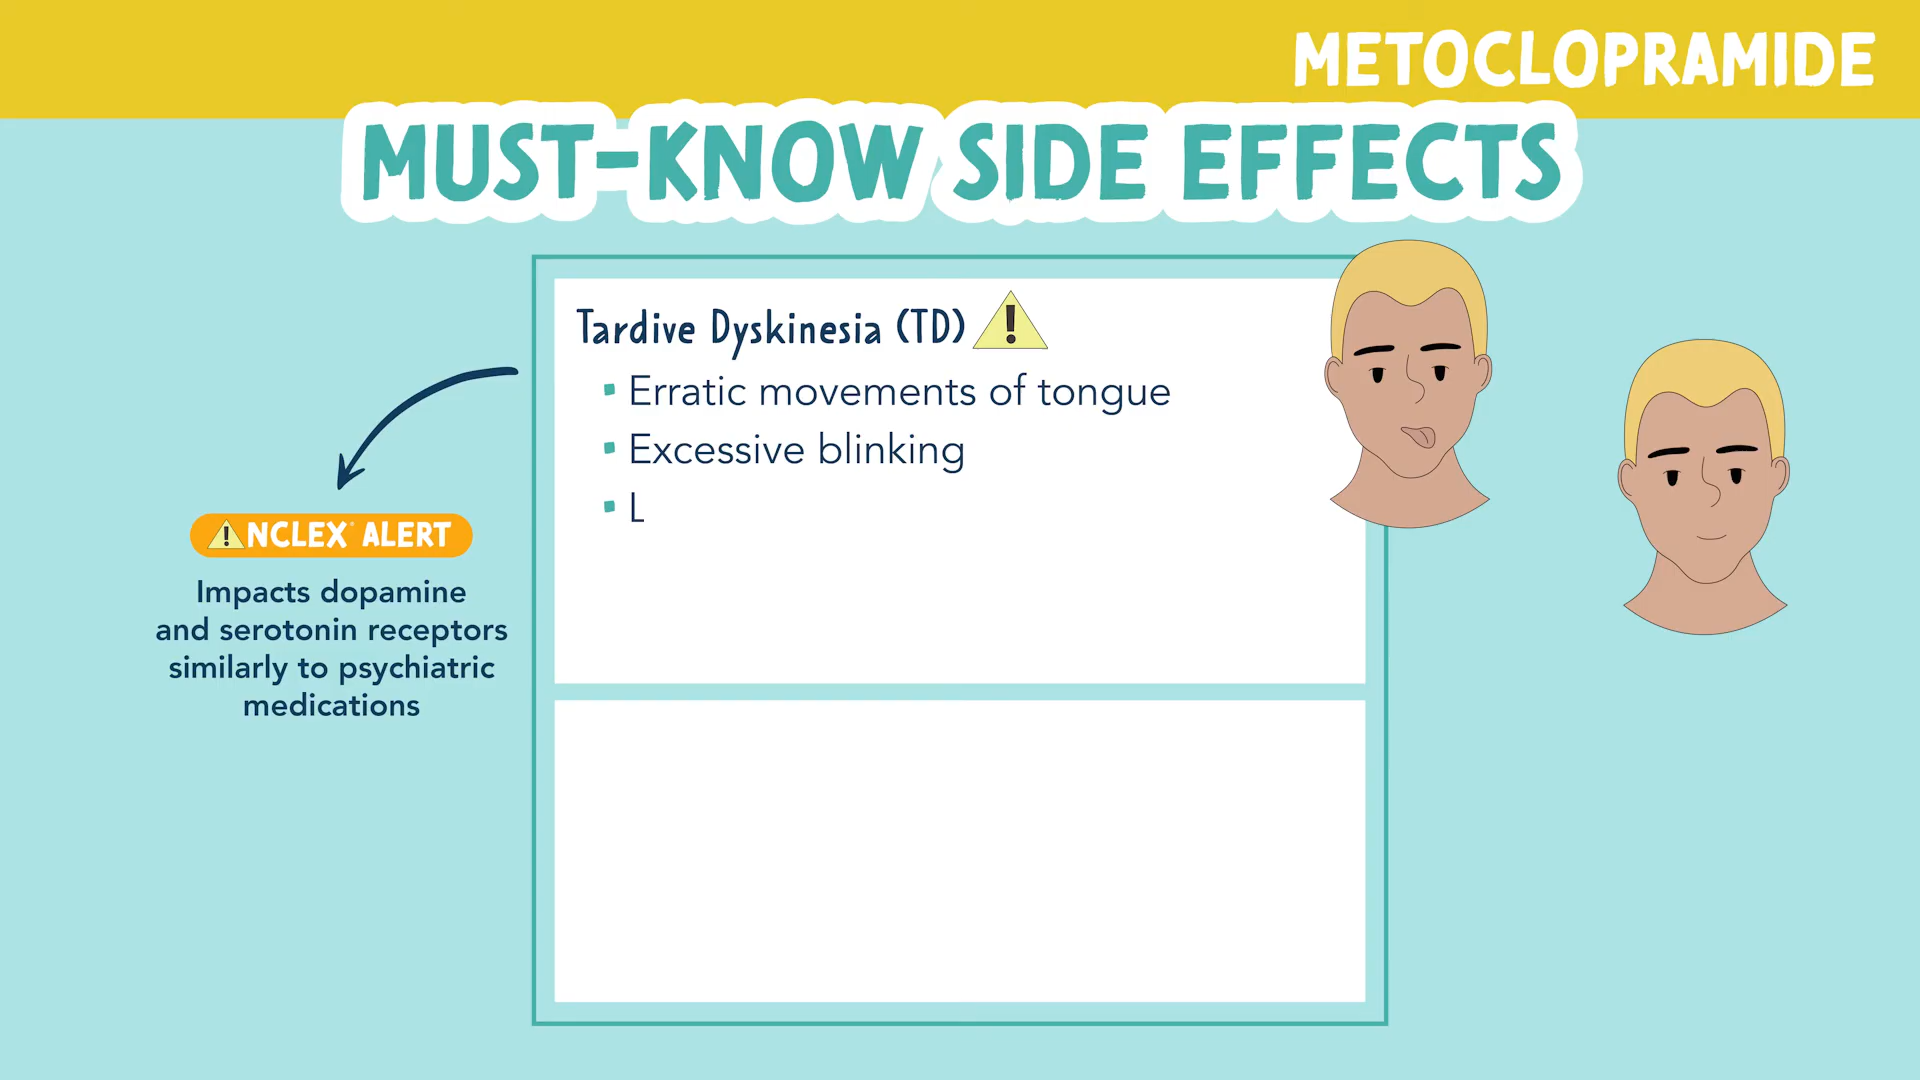 METOCLOPRAMIDE
MUST-KNOW SIDE EFFECTS
Tardive Dyskinesia (TD) !
▪ Erratic movements of tongue
▪ Excessive blinking
▪ L
! NCLEX® ALERT
Impacts dopamine
and serotonin receptors
similarly to psychiatric
medications